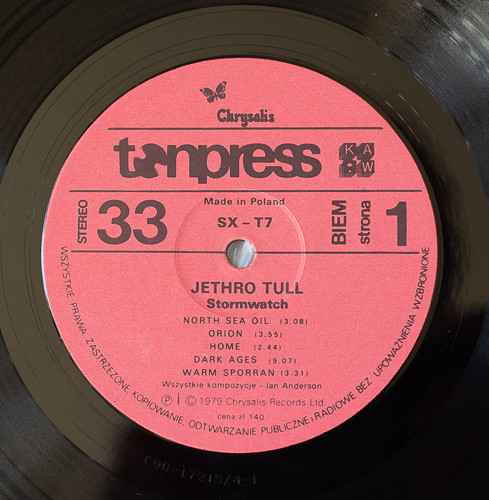 Chrysalis
tonpress KAW
Made in Poland
STEREO 33 SX-T7 BIEM strona 1
JETHRO TULL
Stormwatch
NORTH SEA OIL (3.08)
ORION (3.55)
HOME (2.44)
DARK AGES (9.07)
WARM SPORRAN (3.31)
Wszystkie kompozycje - Ian Anderson
Ⓟ i © 1979 Chrysalis Records Ltd
cena zł 140
WSZYSTKIE PRAWA ZASTRZEŻONE. KOPIOWANIE, ODTWARZANIE PUBLICZNE i RADIOWE BEZ UPOWAŻNIENIA WZBRONIONE